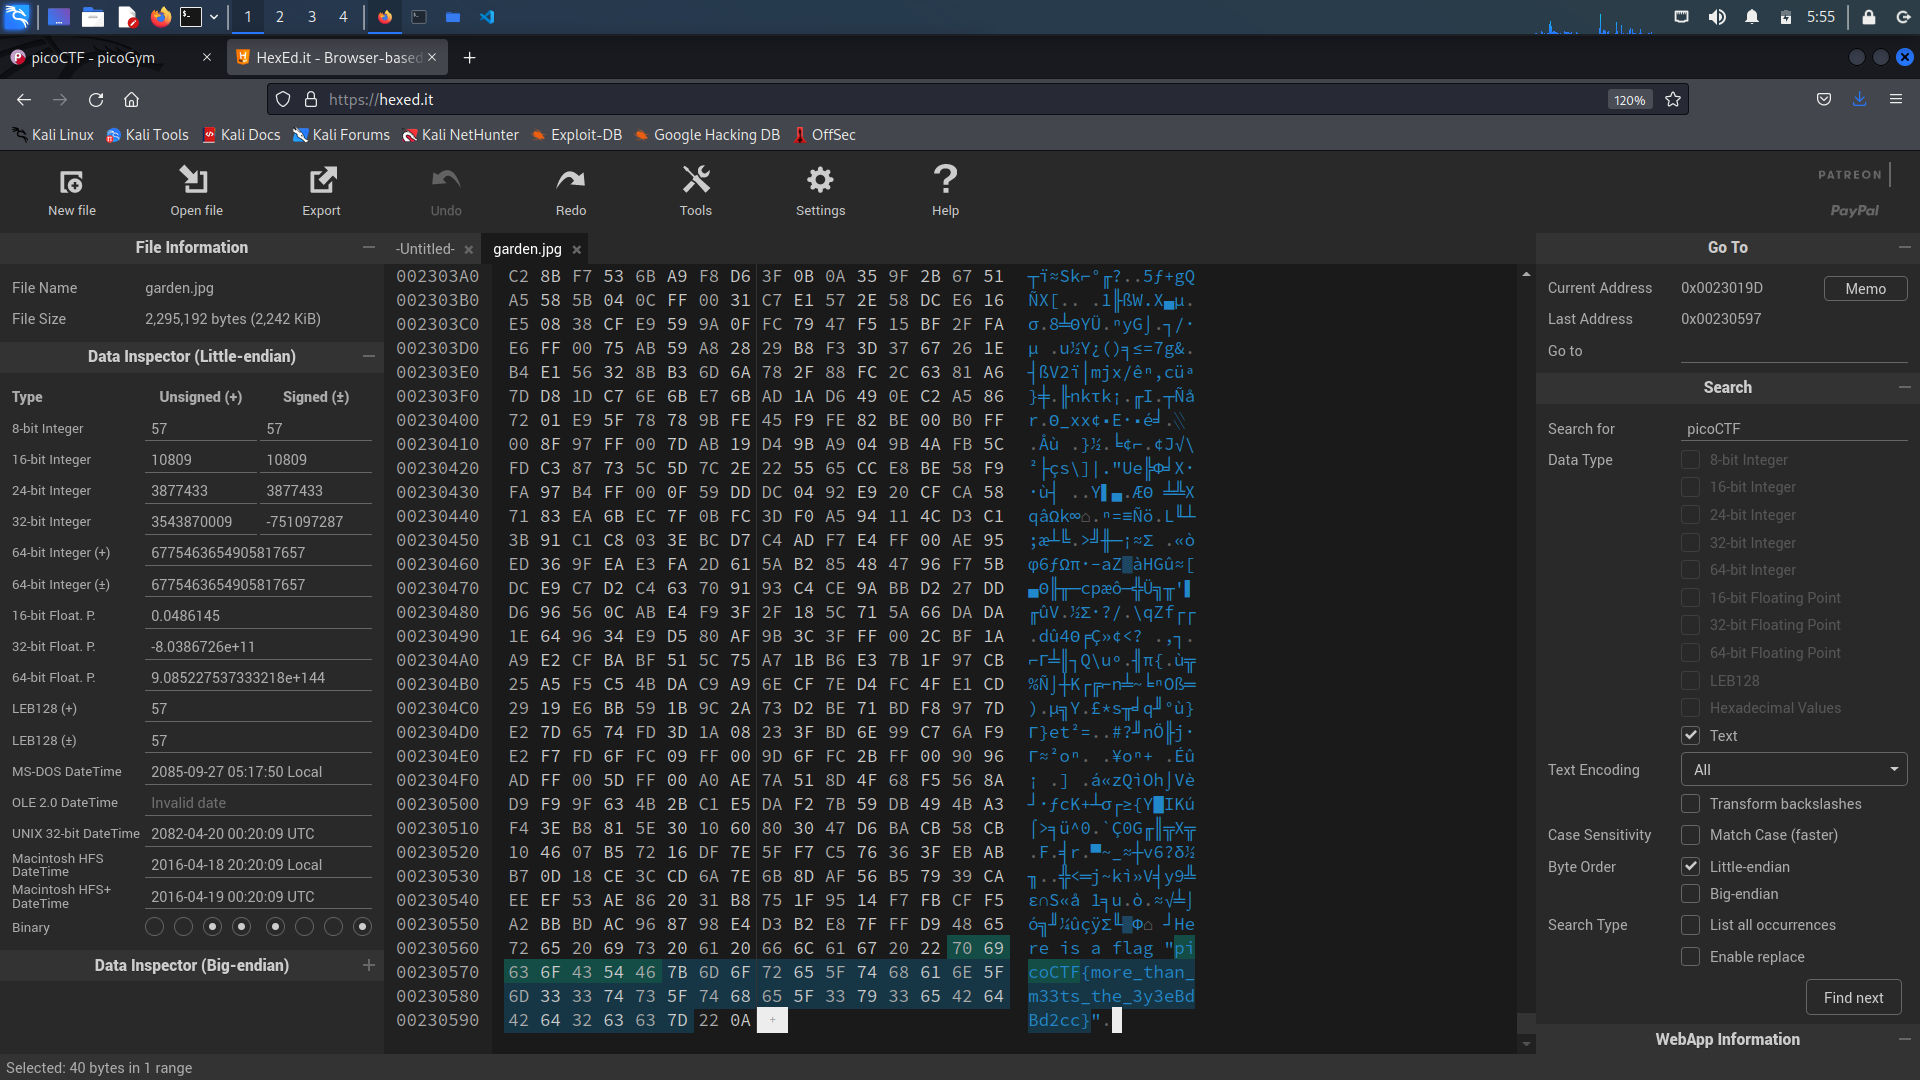 1 2 3 4 5:55
picoCTF - picoGym × HexEd.it - Browser-based × +
https://hexed.it 120%
Kali Linux Kali Tools Kali Docs Kali Forums Kali NetHunter Exploit-DB Google Hacking DB OffSec
New file Open file Export Undo Redo Tools Settings Help
PATREON
PayPal
File Information
File Name garden.jpg
File Size 2,295,192 bytes (2,242 KiB)
Data Inspector (Little-endian)
Type Unsigned (+) Signed (±)
8-bit Integer 57 57
16-bit Integer 10809 10809
24-bit Integer 3877433 3877433
32-bit Integer 3543870009 -751097287
64-bit Integer (+) 6775463654905817657
64-bit Integer (±) 6775463654905817657
16-bit Float. P. 0.0486145
32-bit Float. P. -8.0386726e+11
64-bit Float. P. 9.085227537333218e+144
LEB128 (+) 57
LEB128 (±) 57
MS-DOS DateTime 2085-09-27 05:17:50 Local
OLE 2.0 DateTime Invalid date
UNIX 32-bit DateTime 2082-04-20 00:20:09 UTC
Macintosh HFS DateTime 2016-04-18 20:20:09 Local
Macintosh HFS+ DateTime 2016-04-19 00:20:09 UTC
Binary
Data Inspector (Big-endian)
-Untitled- × garden.jpg ×
002303A0 C2 8B F7 53 6B A9 F8 D6 3F 0B 0A 35 9F 2B 67 51
002303B0 A5 58 5B 04 0C FF 00 31 C7 E1 57 2E 58 DC E6 16
002303C0 E5 08 38 CF E9 59 9A 0F FC 79 47 F5 15 BF 2F FA
002303D0 E6 FF 00 75 AB 59 A8 28 29 B8 F3 3D 37 67 26 1E
002303E0 B4 E1 56 32 8B B3 6D 6A 78 2F 88 FC 2C 63 81 A6
002303F0 7D D8 1D C7 6E 6B E7 6B AD 1A D6 49 0E C2 A5 86
00230400 72 01 E9 5F 78 78 9B FE 45 F9 FE 82 BE 00 B0 FF
00230410 00 8F 97 FF 00 7D AB 19 D4 9B A9 04 9B 4A FB 5C
00230420 FD C3 87 73 5C 5D 7C 2E 22 55 65 CC E8 BE 58 F9
00230430 FA 97 B4 FF 00 0F 59 DD DC 04 92 E9 20 CF CA 58
00230440 71 83 EA 6B EC 7F 0B FC 3D F0 A5 94 11 4C D3 C1
00230450 3B 91 C1 C8 03 3E BC D7 C4 AD F7 E4 FF 00 AE 95
00230460 ED 36 9F EA E3 FA 2D 61 5A B2 85 48 47 96 F7 5B
00230470 DC E9 C7 D2 C4 63 70 91 93 C4 CE 9A BB D2 27 DD
00230480 D6 96 56 0C AB E4 F9 3F 2F 18 5C 71 5A 66 DA DA
00230490 1E 64 96 34 E9 D5 80 AF 9B 3C 3F FF 00 2C BF 1A
002304A0 A9 E2 CF BA BF 51 5C 75 A7 1B B6 E3 7B 1F 97 CB
002304B0 25 A5 F5 C5 4B DA C9 A9 6E CF 7E D4 FC 4F E1 CD
002304C0 29 19 E6 BB 59 1B 9C 2A 73 D2 BE 71 BD F8 97 7D
002304D0 E2 7D 65 74 FD 3D 1A 08 23 3F BD 6E 99 C7 6A F9
002304E0 E2 F7 FD 6F FC 09 FF 00 9D 6F FC 2B FF 00 90 96
002304F0 AD FF 00 5D FF 00 A0 AE 7A 51 8D 4F 68 F5 56 8A
00230500 D9 F9 9F 63 4B 2B C1 E5 DA F2 7B 59 DB 49 4B A3
00230510 F4 3E B8 81 5E 30 10 60 80 30 47 D6 BA CB 58 CB
00230520 10 46 07 B5 72 16 DF 7E 5F F7 C5 76 36 3F EB AB
00230530 B7 0D 18 CE 3C CD 6A 7E 6B 8D AF 56 B5 79 39 CA
00230540 EE EF 53 AE 86 20 31 B8 75 1F 95 14 F7 FB CF F5
00230550 A2 BB BD AC 96 87 98 E4 D3 B2 E8 7F FF D9 48 65 He
00230560 72 65 20 69 73 20 61 20 66 6C 61 67 20 22 70 69 re is a flag "pi
00230570 63 6F 43 54 46 7B 6D 6F 72 65 5F 74 68 61 6E 5F coCTF{more_than_
00230580 6D 33 33 74 73 5F 74 68 65 5F 33 79 33 65 42 64 m33ts_the_3y3eBd
00230590 42 64 32 63 63 7D 22 0A + Bd2cc}".
Go To
Current Address 0x0023019D Memo
Last Address 0x00230597
Go to
Search
Search for picoCTF
Data Type 8-bit Integer
16-bit Integer
24-bit Integer
32-bit Integer
64-bit Integer
16-bit Floating Point
32-bit Floating Point
64-bit Floating Point
LEB128
Hexadecimal Values
Text
Text Encoding All
Transform backslashes
Case Sensitivity Match Case (faster)
Byte Order Little-endian
Big-endian
Search Type List all occurrences
Enable replace
Find next
WebApp Information
Selected: 40 bytes in 1 range